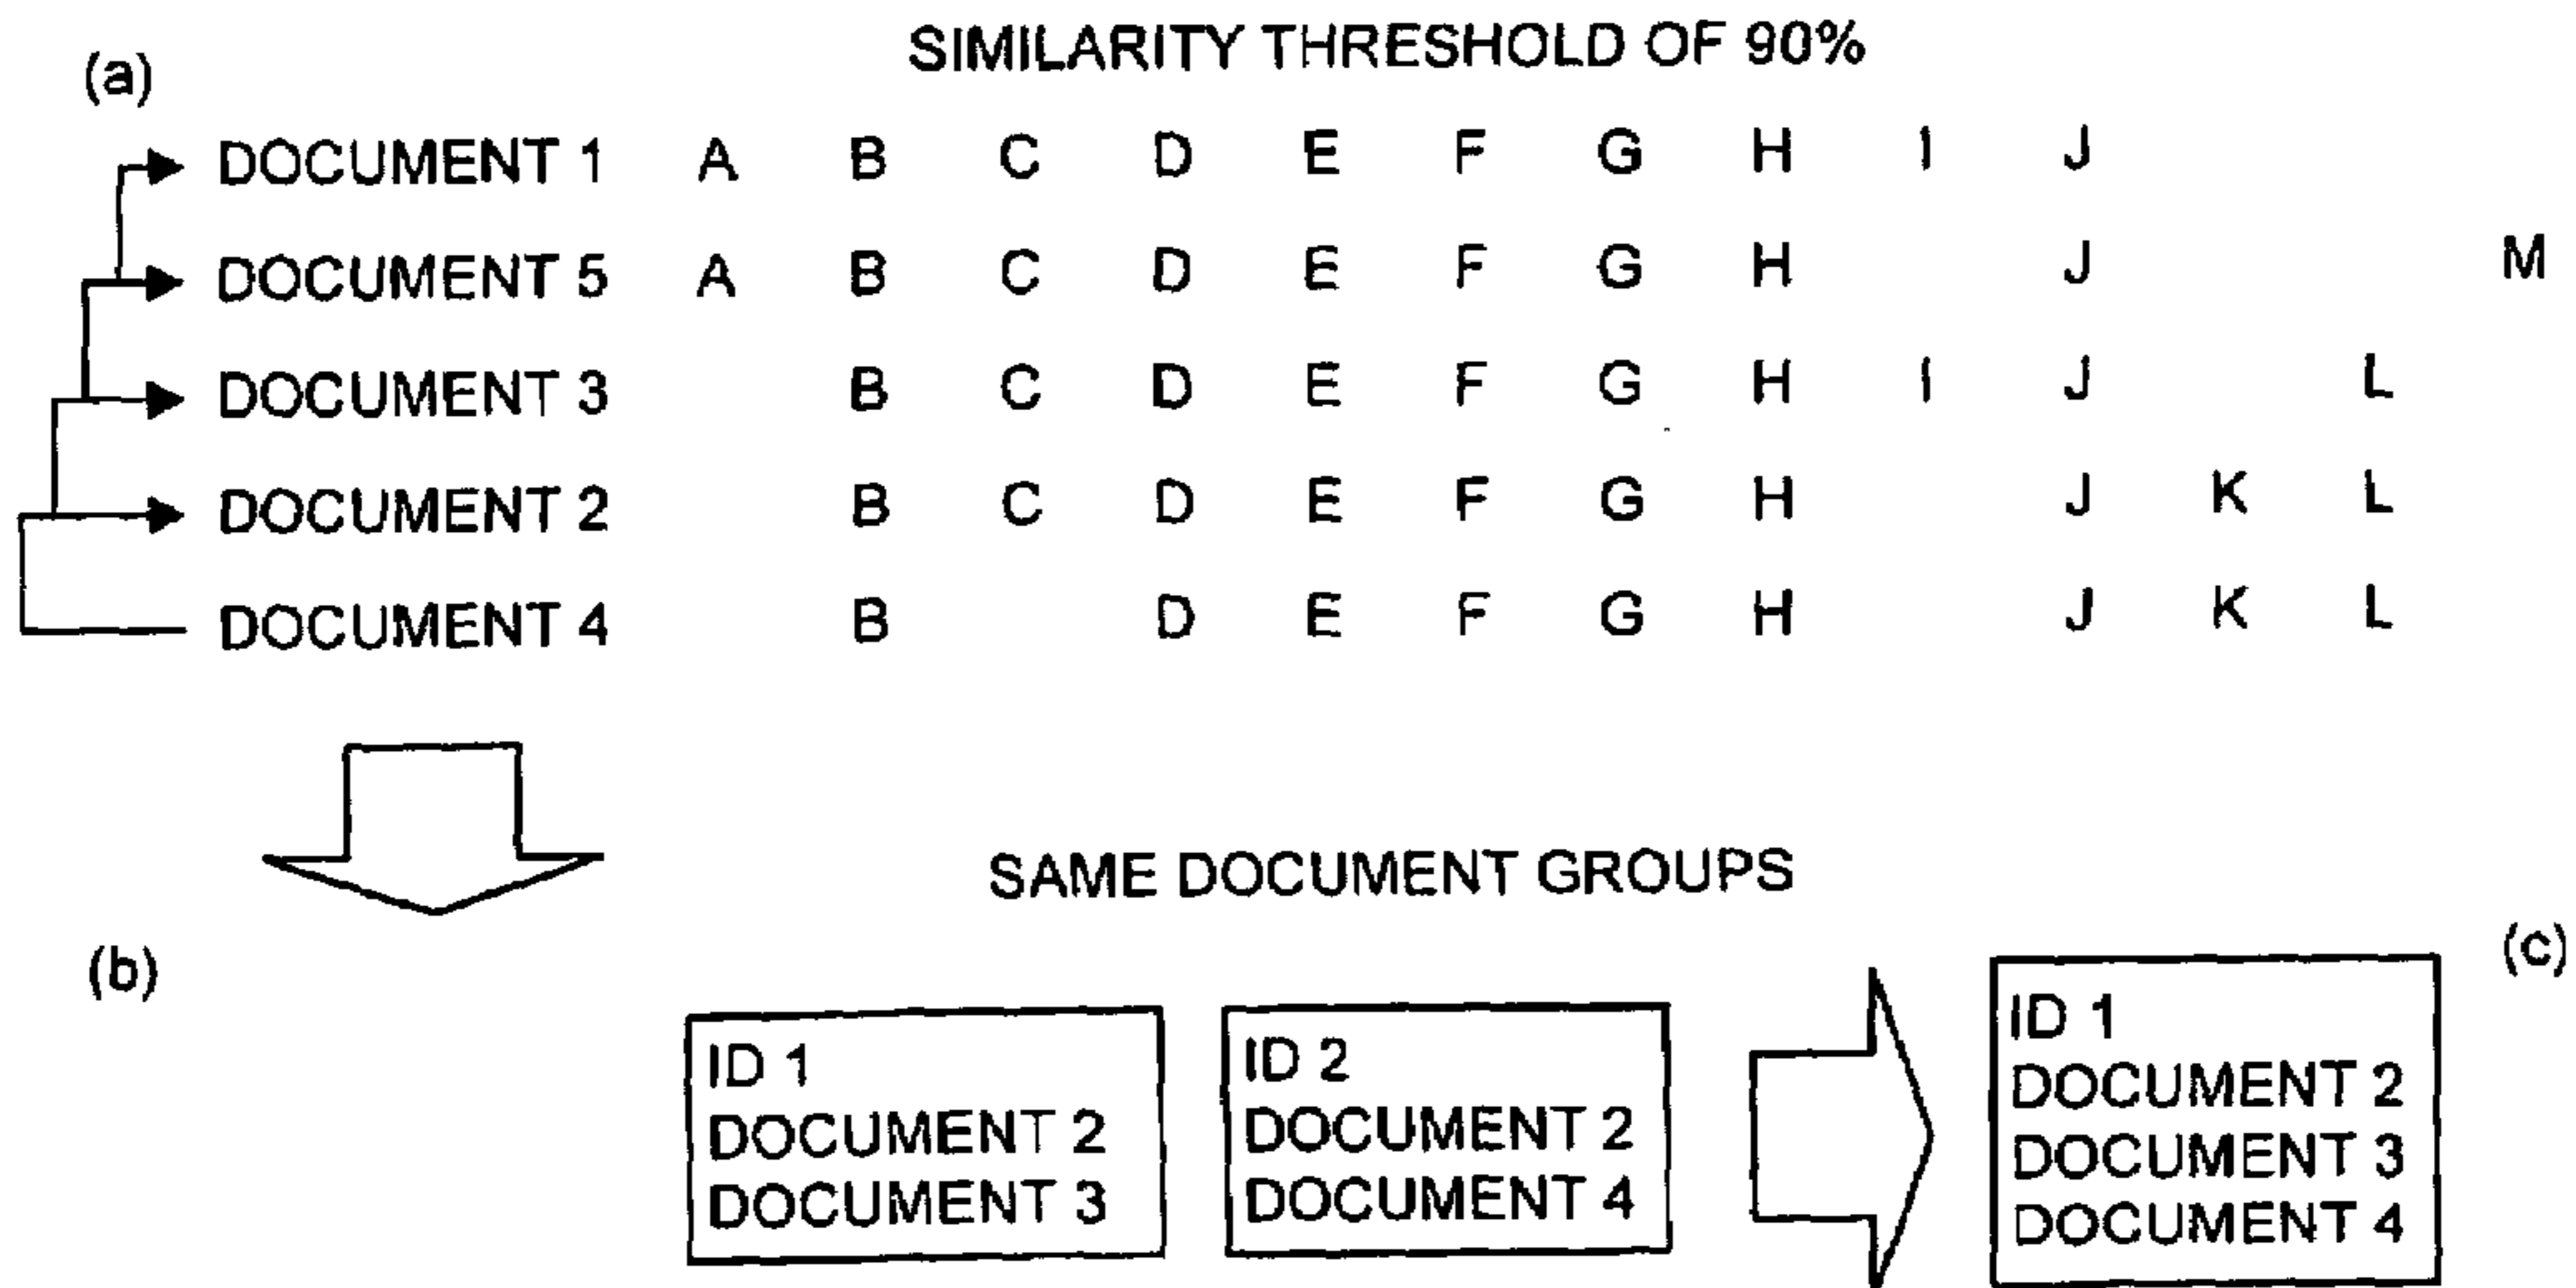 SIMILARITY THRESHOLD OF 90%
(a)
DOCUMENT 1 A B C D E F G H I J
DOCUMENT 5 A B C D E F G H J M
DOCUMENT 3 B C D E F G H I J L
DOCUMENT 2 B C D E F G H J K L
DOCUMENT 4 B D E F G H J K L
SAME DOCUMENT GROUPS
(b)
ID 1
DOCUMENT 2
DOCUMENT 3
ID 2
DOCUMENT 2
DOCUMENT 4
(c)
ID 1
DOCUMENT 2
DOCUMENT 3
DOCUMENT 4